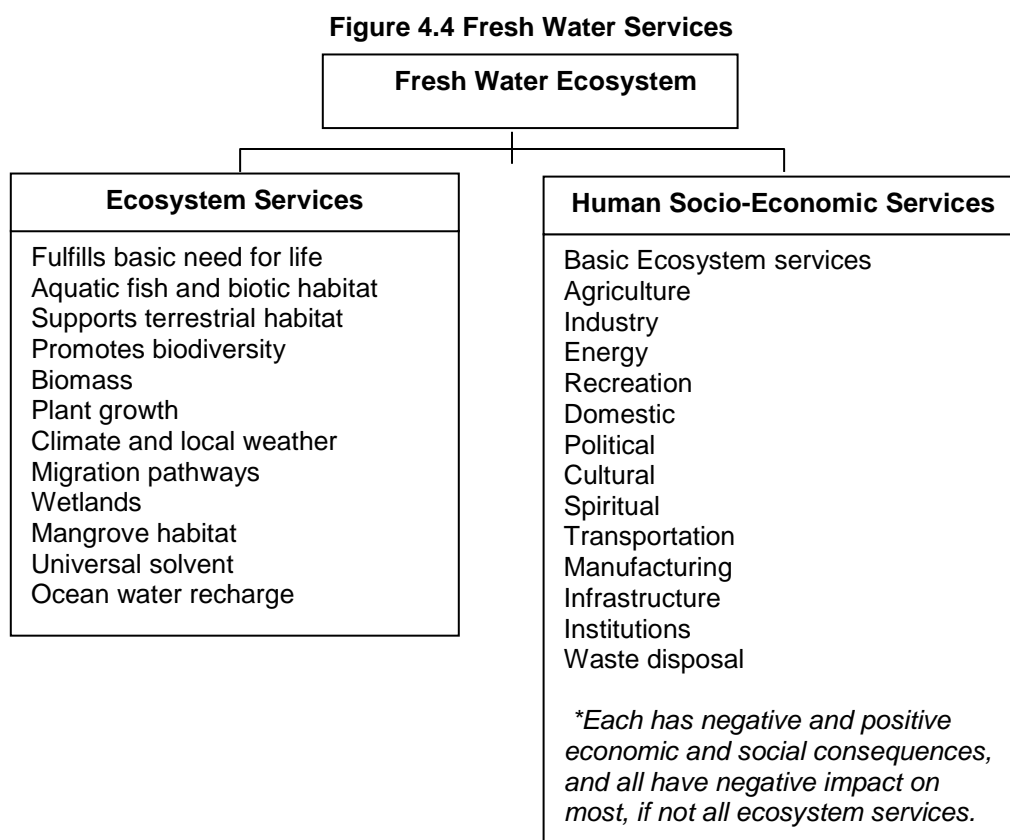 Figure 4.4 Fresh Water Services
Fresh Water Ecosystem
Ecosystem Services
Fulfills basic need for life
Aquatic fish and biotic habitat
Supports terrestrial habitat
Promotes biodiversity
Biomass
Plant growth
Climate and local weather
Migration pathways
Wetlands
Mangrove habitat
Universal solvent
Ocean water recharge
Human Socio-Economic Services
Basic Ecosystem services
Agriculture
Industry
Energy
Recreation
Domestic
Political
Cultural
Spiritual
Transportation
Manufacturing
Infrastructure
Institutions
Waste disposal
*Each has negative and positive
economic and social consequences,
and all have negative impact on
most, if not all ecosystem services.